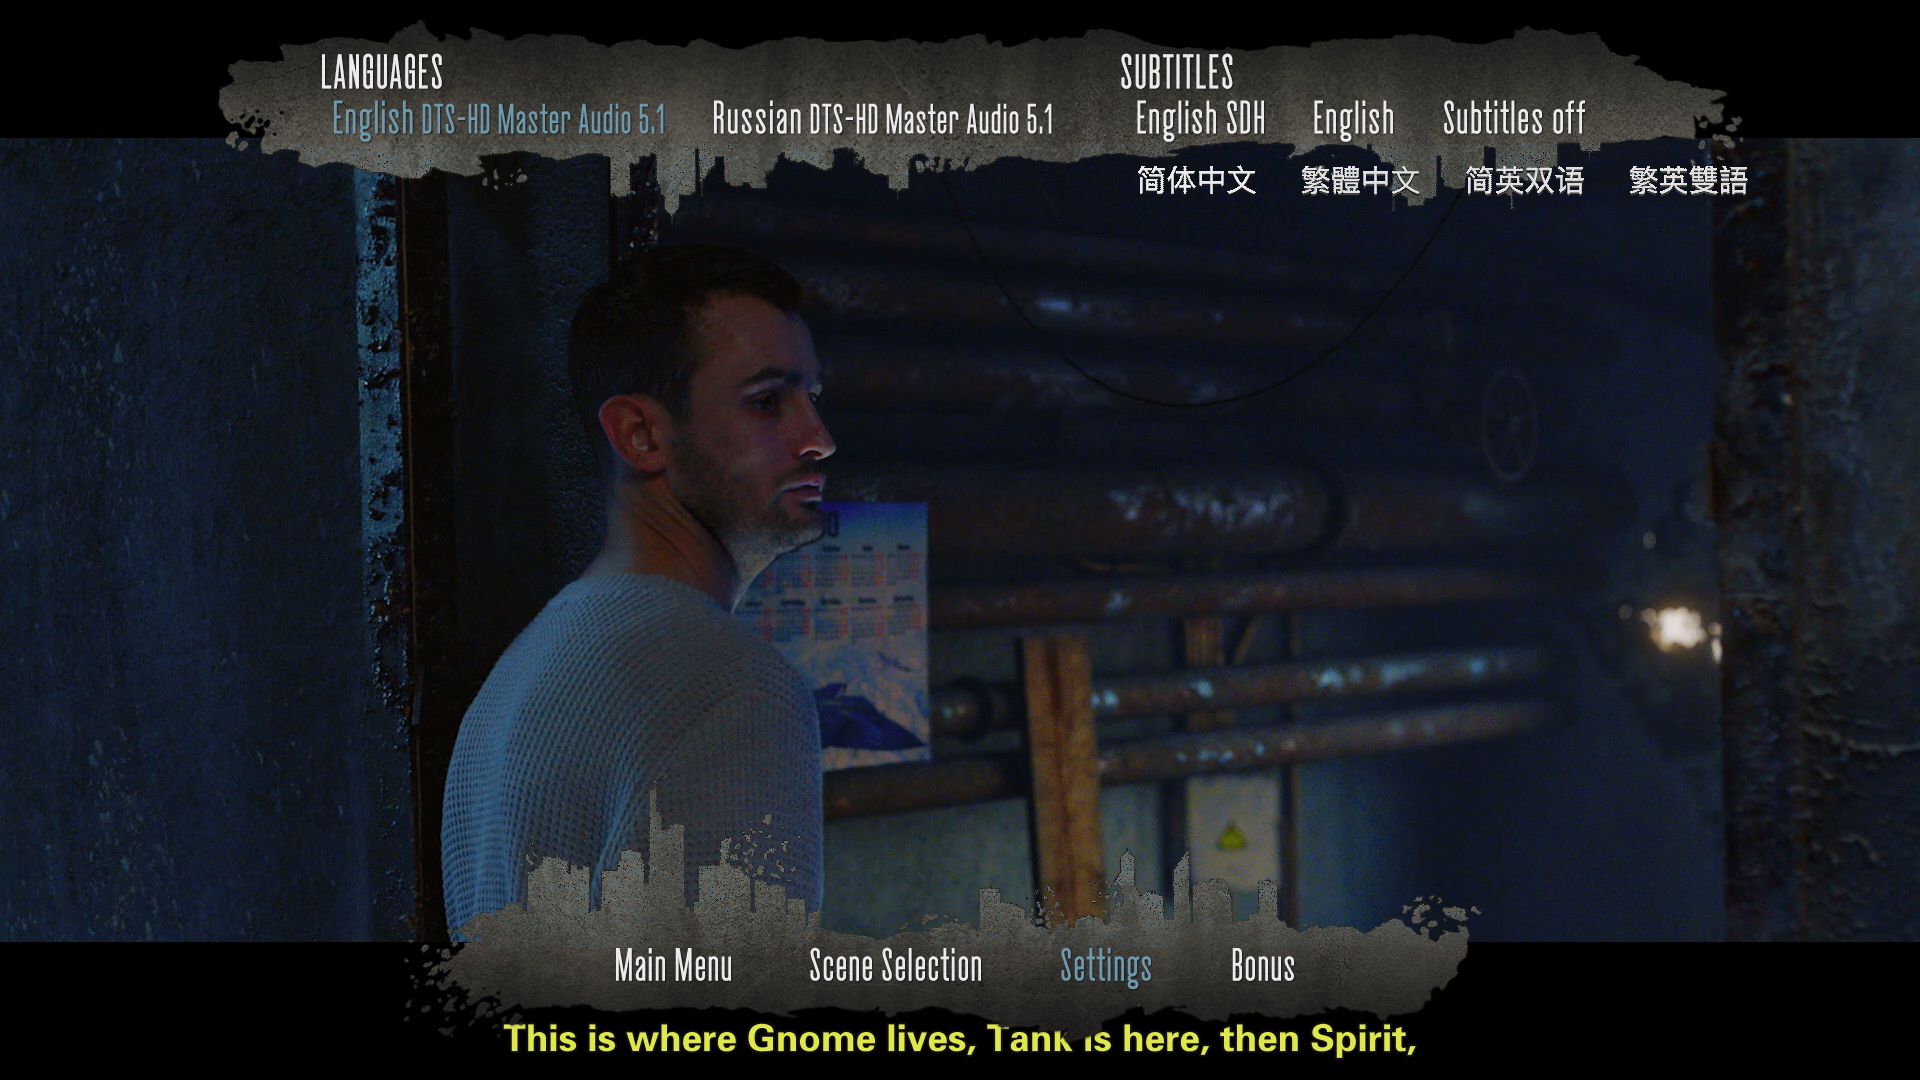 LANGUAGES
English DTS-HD Master Audio 5.1 Russian DTS-HD Master Audio 5.1
SUBTITLES
English SDH English Subtitles off
简体中文 繁體中文 简英双语 繁英雙語
Main Menu Scene Selection Settings Bonus
This is where Gnome lives, Tank is here, then Spirit,